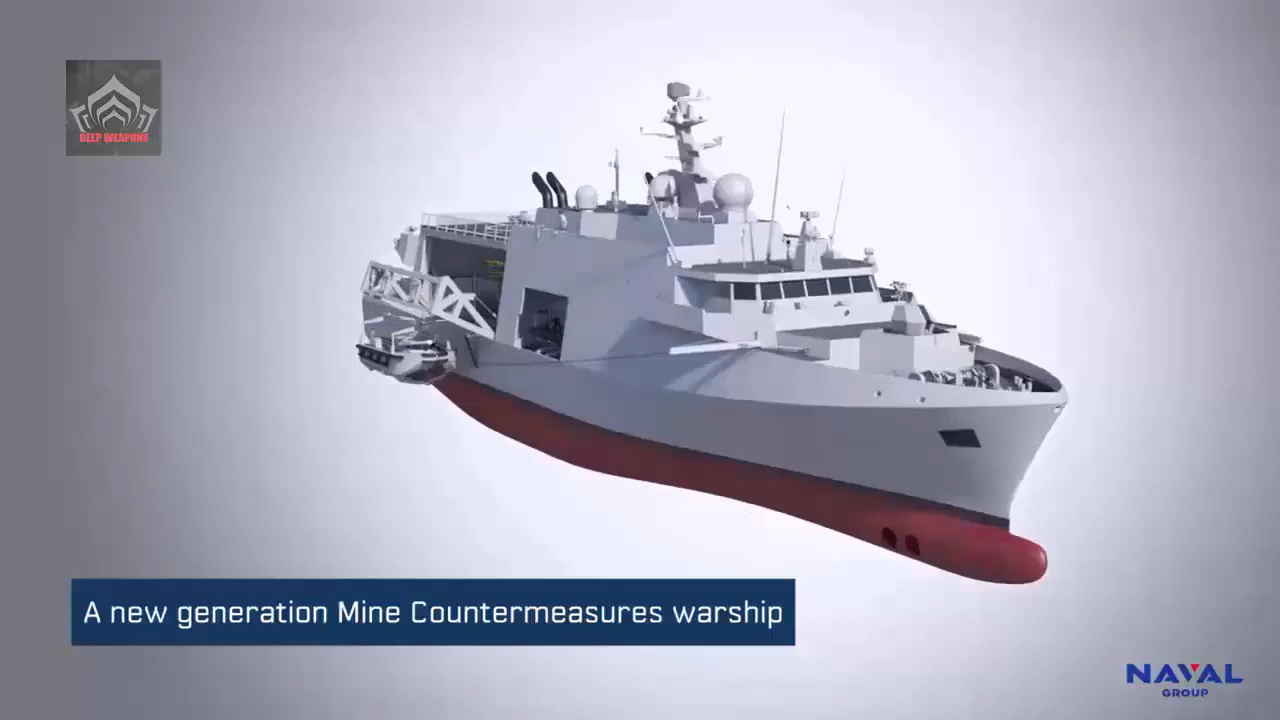 DEEP WEAPONS
A new generation Mine Countermeasures warship
NAVAL
GROUP